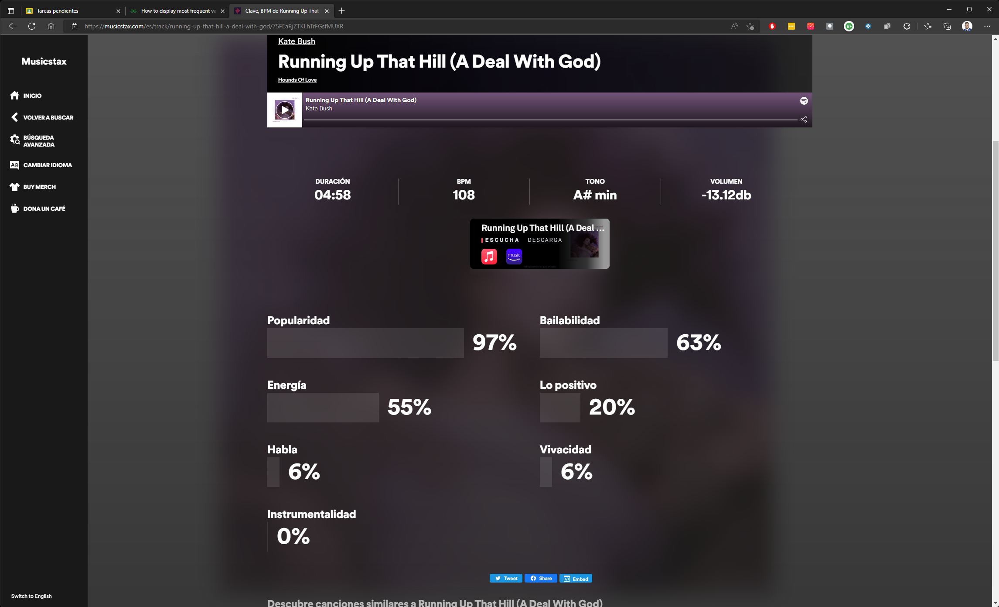 Tareas pendientes
How to display most frequent va
Clave, BPM de Running Up That
https://musicstax.com/es/track/running-up-that-hill-a-deal-with-god/75FEaRjZTKLhTrFGsfMUXR
Musicstax
INICIO
VOLVER A BUSCAR
BÚSQUEDA
AVANZADA
CAMBIAR IDIOMA
BUY MERCH
DONA UN CAFÉ
Switch to English
Kate Bush
Running Up That Hill (A Deal With God)
Hounds Of Love
Running Up That Hill (A Deal With God)
Kate Bush
DURACIÓN
04:58
BPM
108
TONO
A# min
VOLUMEN
-13.12db
Running Up That Hill (A Deal ...
ESCUCHA DESCARGA
music
Popularidad
97%
Bailabilidad
63%
Energía
55%
Lo positivo
20%
Habla
6%
Vivacidad
6%
Instrumentalidad
0%
Tweet
Share
Embed
Descubre canciones similares a Running Up That Hill (A Deal With God)